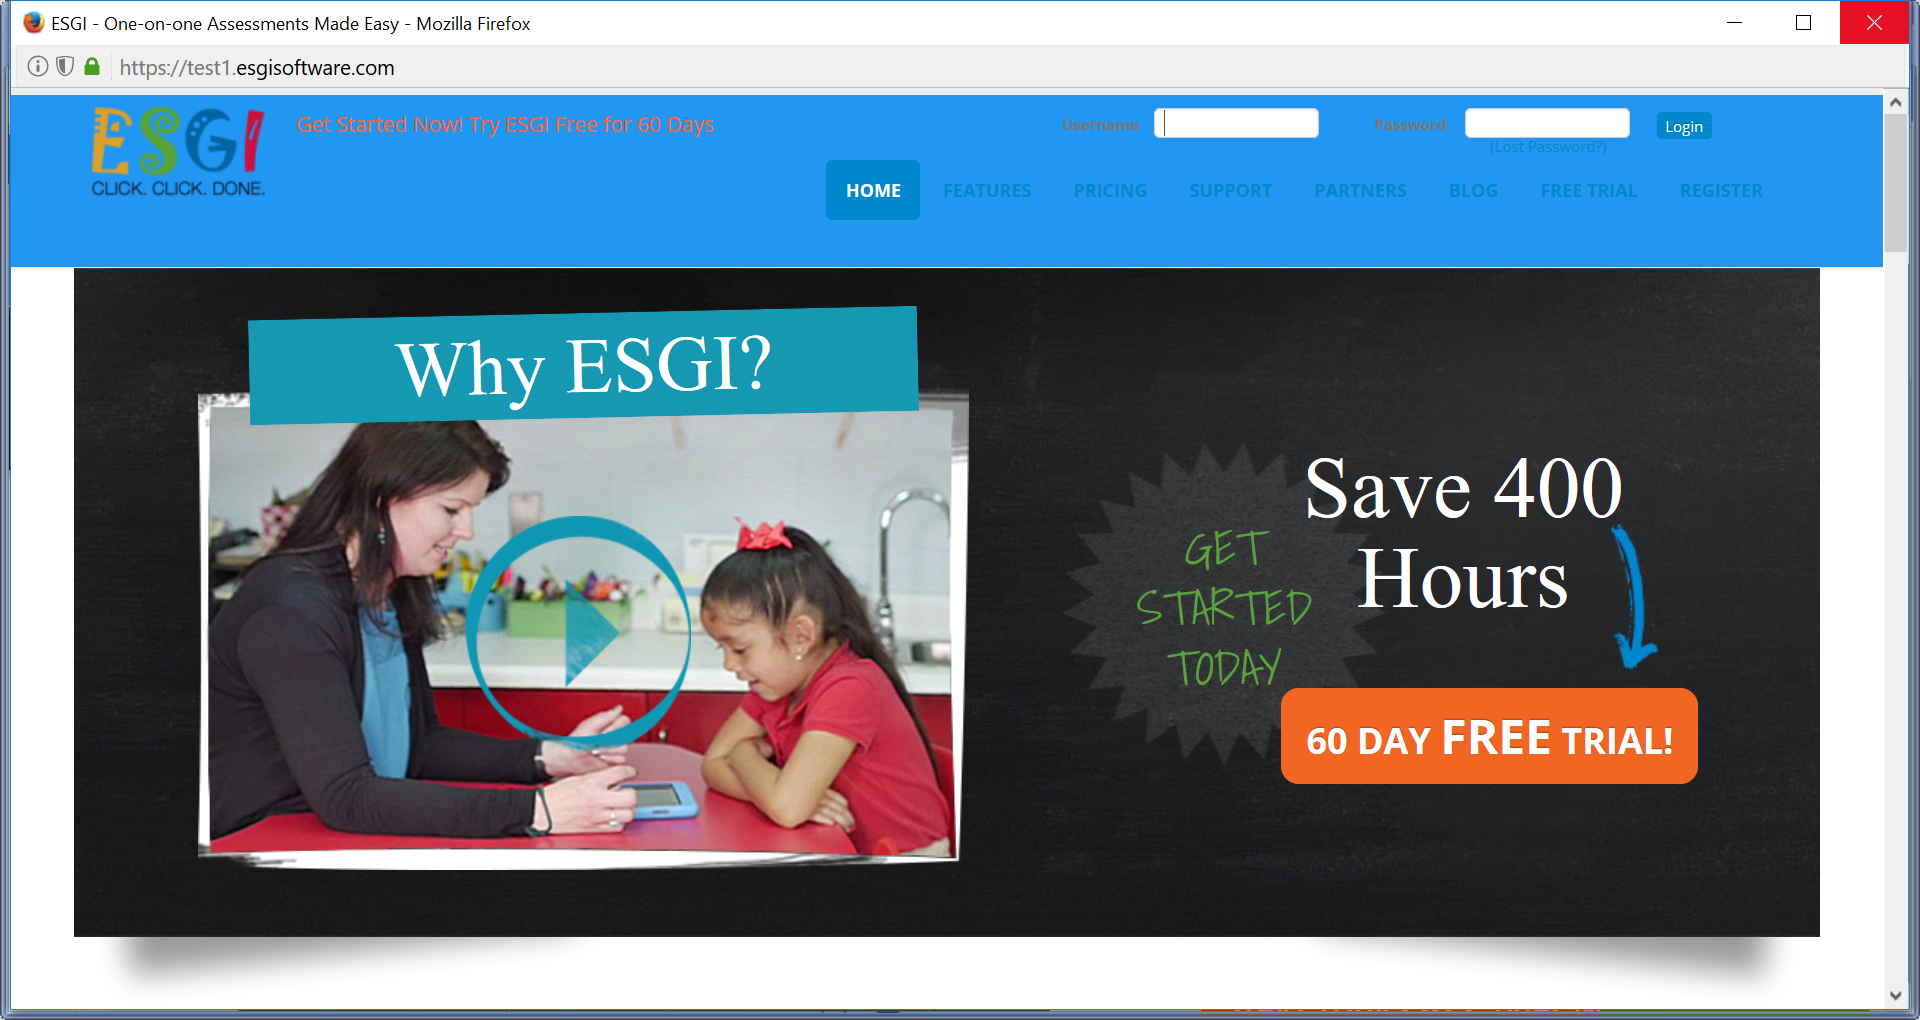 ESGI - One-on-one Assessments Made Easy - Mozilla Firefox
https://test1.esgisoftware.com
ESGI
CLICK. CLICK. DONE.
Get Started Now! Try ESGI Free for 60 Days
Username
Password
Login
(Lost Password?)
HOME FEATURES PRICING SUPPORT PARTNERS BLOG FREE TRIAL REGISTER
Why ESGI?
Save 400
Hours
GET
STARTED
TODAY
60 DAY FREE TRIAL!